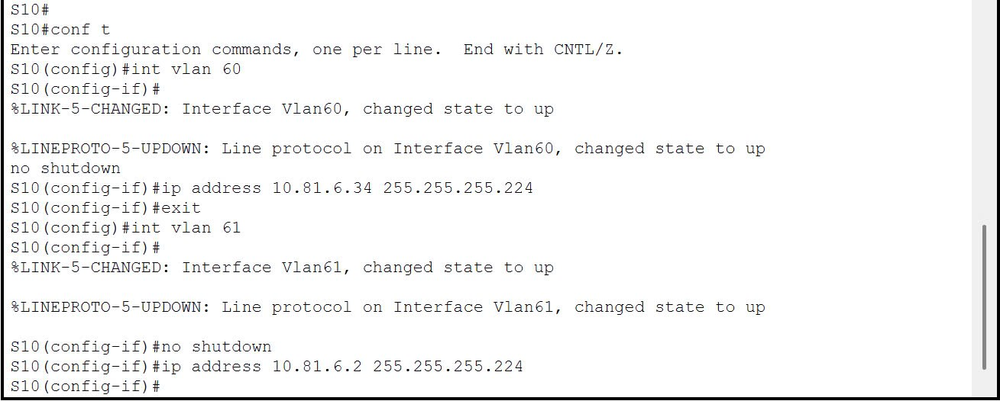 S10#
S10#conf t
Enter configuration commands, one per line.  End with CNTL/Z.
S10(config)#int vlan 60
S10(config-if)#
%LINK-5-CHANGED: Interface Vlan60, changed state to up
%LINEPROTO-5-UPDOWN: Line protocol on Interface Vlan60, changed state to up
no shutdown
S10(config-if)#ip address 10.81.6.34 255.255.255.224
S10(config-if)#exit
S10(config)#int vlan 61
S10(config-if)#
%LINK-5-CHANGED: Interface Vlan61, changed state to up
%LINEPROTO-5-UPDOWN: Line protocol on Interface Vlan61, changed state to up
S10(config-if)#no shutdown
S10(config-if)#ip address 10.81.6.2 255.255.255.224
S10(config-if)#